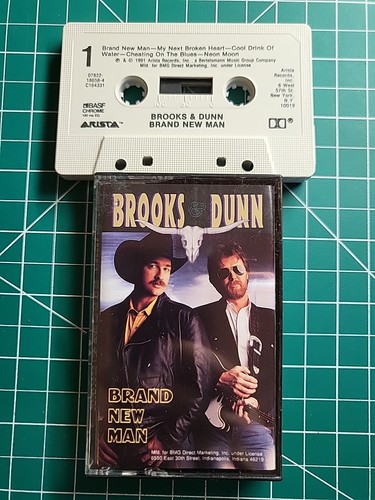 1
Brand New Man—My Next Broken Heart—Cool Drink Of
Water—Cheating On The Blues—Neon Moon
℗ & © 1991 Arista Records, Inc., a Bertelsmann Music Group Company
Mfd. for BMG Direct Marketing, Inc. under License
07822-
18658-4
C164331
BASF
CHROME
ARISTA™
Arista
Records,
Inc.
6 West
57th St.
New York,
N.Y.
10019
BROOKS & DUNN
BRAND NEW MAN
BROOKS & DUNN
BRAND
NEW
MAN
Mfd. for BMG Direct Marketing, Inc. under License
6550 East 30th Street, Indianapolis, Indiana 46219